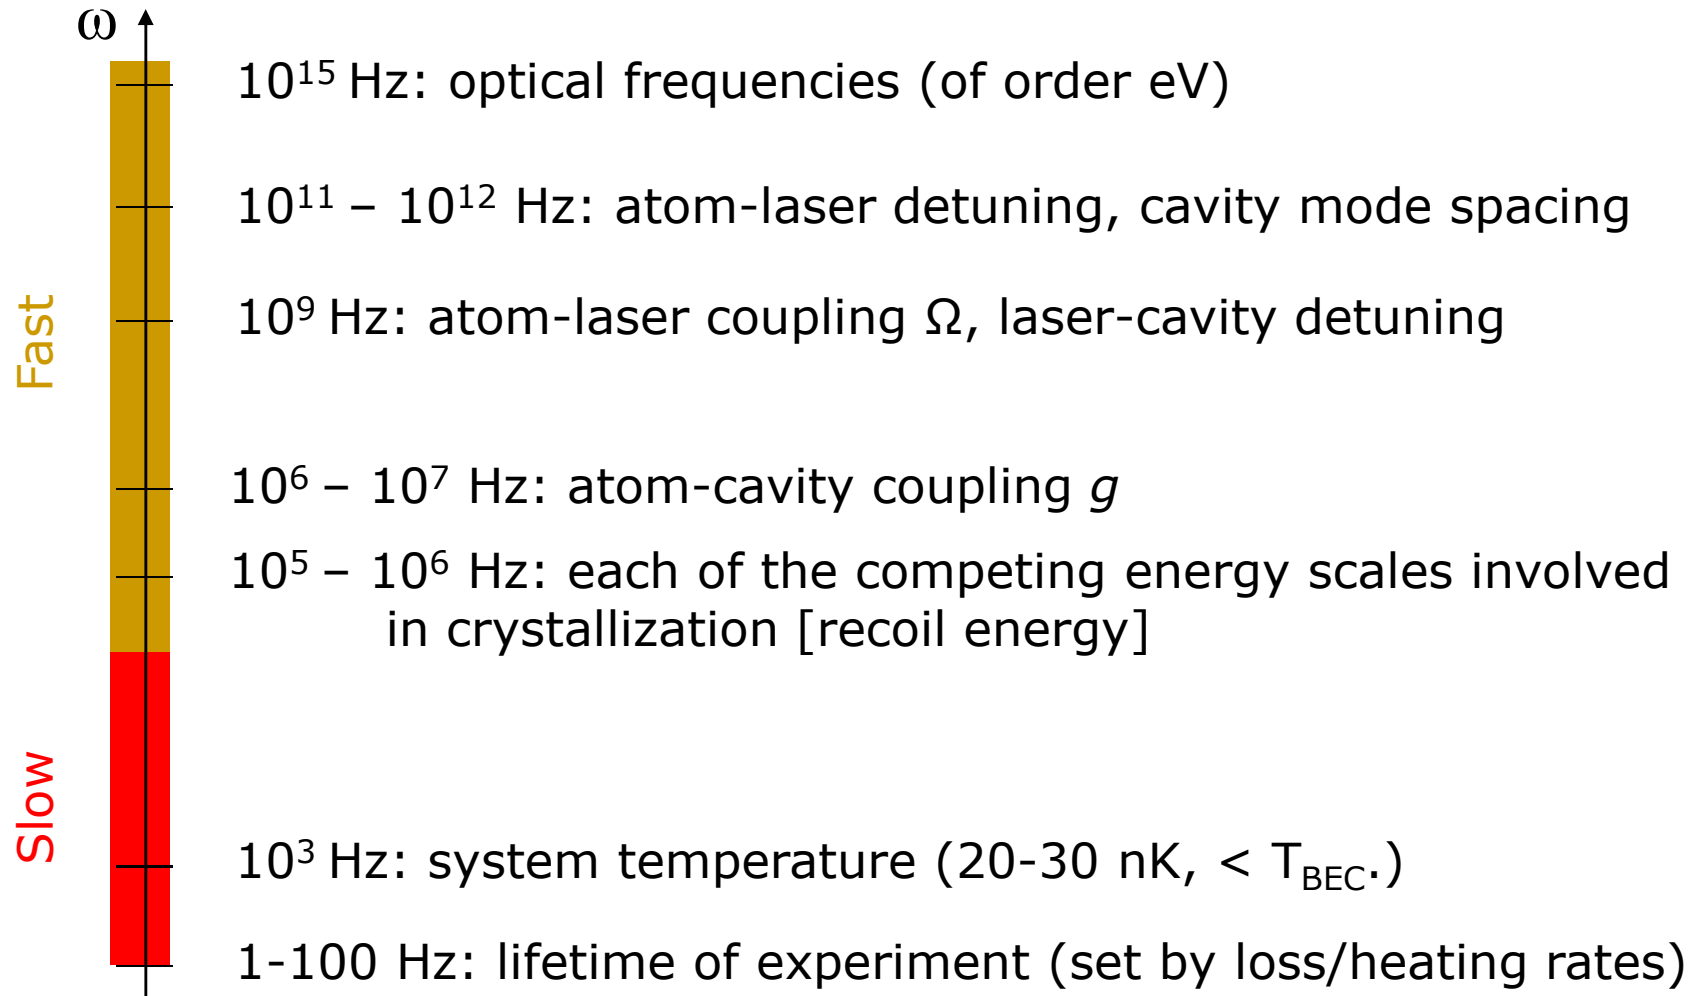 ω
10¹⁵ Hz: optical frequencies (of order eV)
10¹¹ – 10¹² Hz: atom-laser detuning, cavity mode spacing
Fast
10⁹ Hz: atom-laser coupling Ω, laser-cavity detuning
10⁶ – 10⁷ Hz: atom-cavity coupling g
10⁵ – 10⁶ Hz: each of the competing energy scales involved
in crystallization [recoil energy]
Slow
10³ Hz: system temperature (20-30 nK, < T_BEC.)
1-100 Hz: lifetime of experiment (set by loss/heating rates)